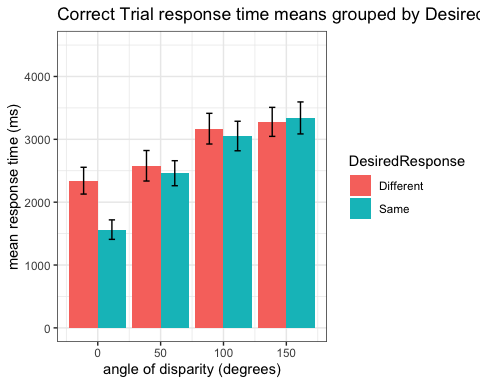 Correct Trial response time means grouped by Desired
mean response time (ms)
4000
3000
2000
1000
0
0 50 100 150
angle of disparity (degrees)
DesiredResponse
Different
Same